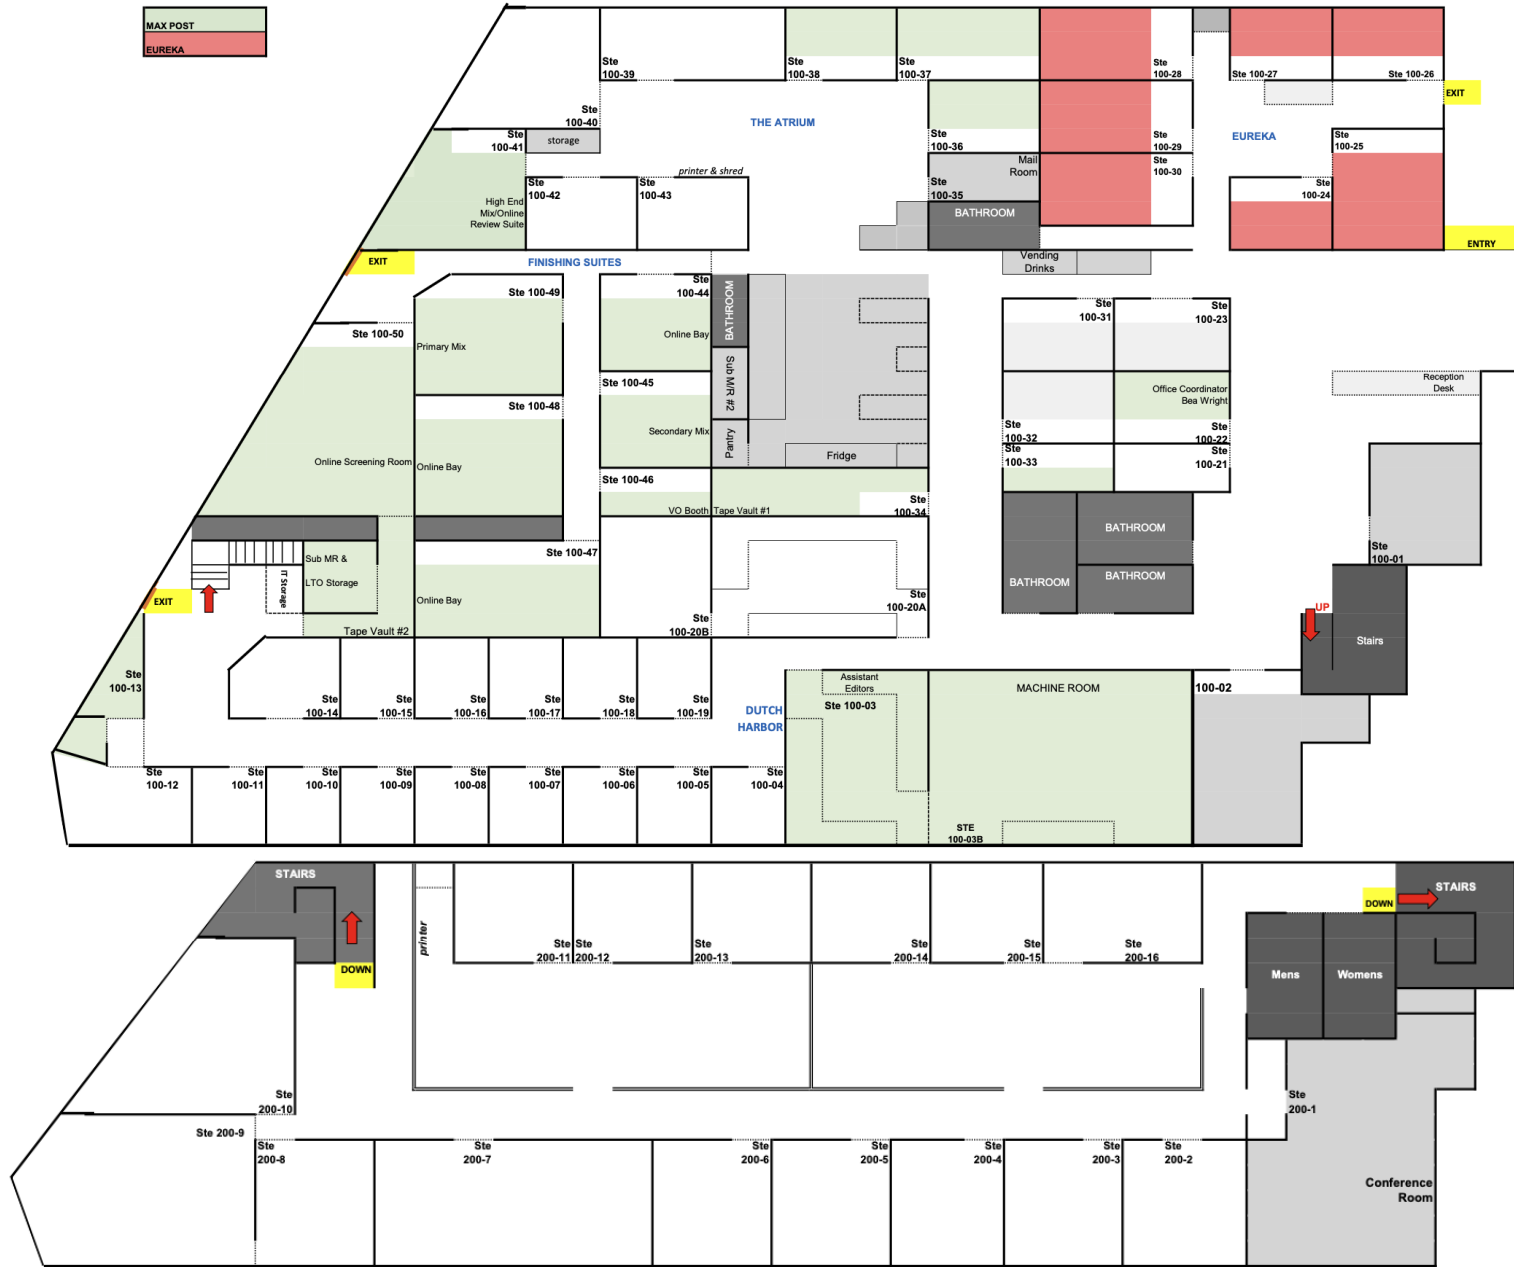 MAX POST
EUREKA
Ste
100-39
Ste
100-38
Ste
100-37
Ste
100-28
Ste 100-27
Ste 100-26
EXIT
Ste
100-40
THE ATRIUM
EUREKA
Ste
100-41
storage
Ste
100-36
Ste
100-29
Ste
100-25
Mail
Room
Ste
100-30
printer & shred
Ste
100-42
Ste
100-43
Ste
100-35
Ste
100-24
High End
Mix/Online
Review Suite
BATHROOM
ENTRY
EXIT
FINISHING SUITES
Vending
Drinks
Ste 100-49
Ste
100-44
BATHROOM
Ste
100-31
Ste
100-23
Ste 100-50
Primary Mix
Online Bay
Sub M/R #2
Ste 100-45
Office Coordinator
Bea Wright
Reception
Desk
Ste 100-48
Secondary Mix
Pantry
Fridge
Ste
100-32
Ste
100-22
Online Screening Room
Online Bay
Ste
100-33
Ste
100-21
Ste 100-46
VO Booth
Tape Vault #1
Ste
100-34
BATHROOM
Ste 100-47
Ste
100-01
Sub MR &
LTO Storage
IT Storage
BATHROOM
BATHROOM
EXIT
Online Bay
Ste
100-20A
UP
Tape Vault #2
Ste
100-20B
Stairs
Ste
100-13
Ste
100-14
Ste
100-15
Ste
100-16
Ste
100-17
Ste
100-18
Ste
100-19
Assistant
Editors
Ste 100-03
MACHINE ROOM
100-02
DUTCH
HARBOR
Ste
100-12
Ste
100-11
Ste
100-10
Ste
100-09
Ste
100-08
Ste
100-07
Ste
100-06
Ste
100-05
Ste
100-04
STE
100-03B
STAIRS
STAIRS
DOWN
printer
Ste
200-11
Ste
200-12
Ste
200-13
Ste
200-14
Ste
200-15
Ste
200-16
DOWN
Mens
Womens
Ste
200-10
Ste
200-1
Ste 200-9
Ste
200-8
Ste
200-7
Ste
200-6
Ste
200-5
Ste
200-4
Ste
200-3
Ste
200-2
Conference
Room